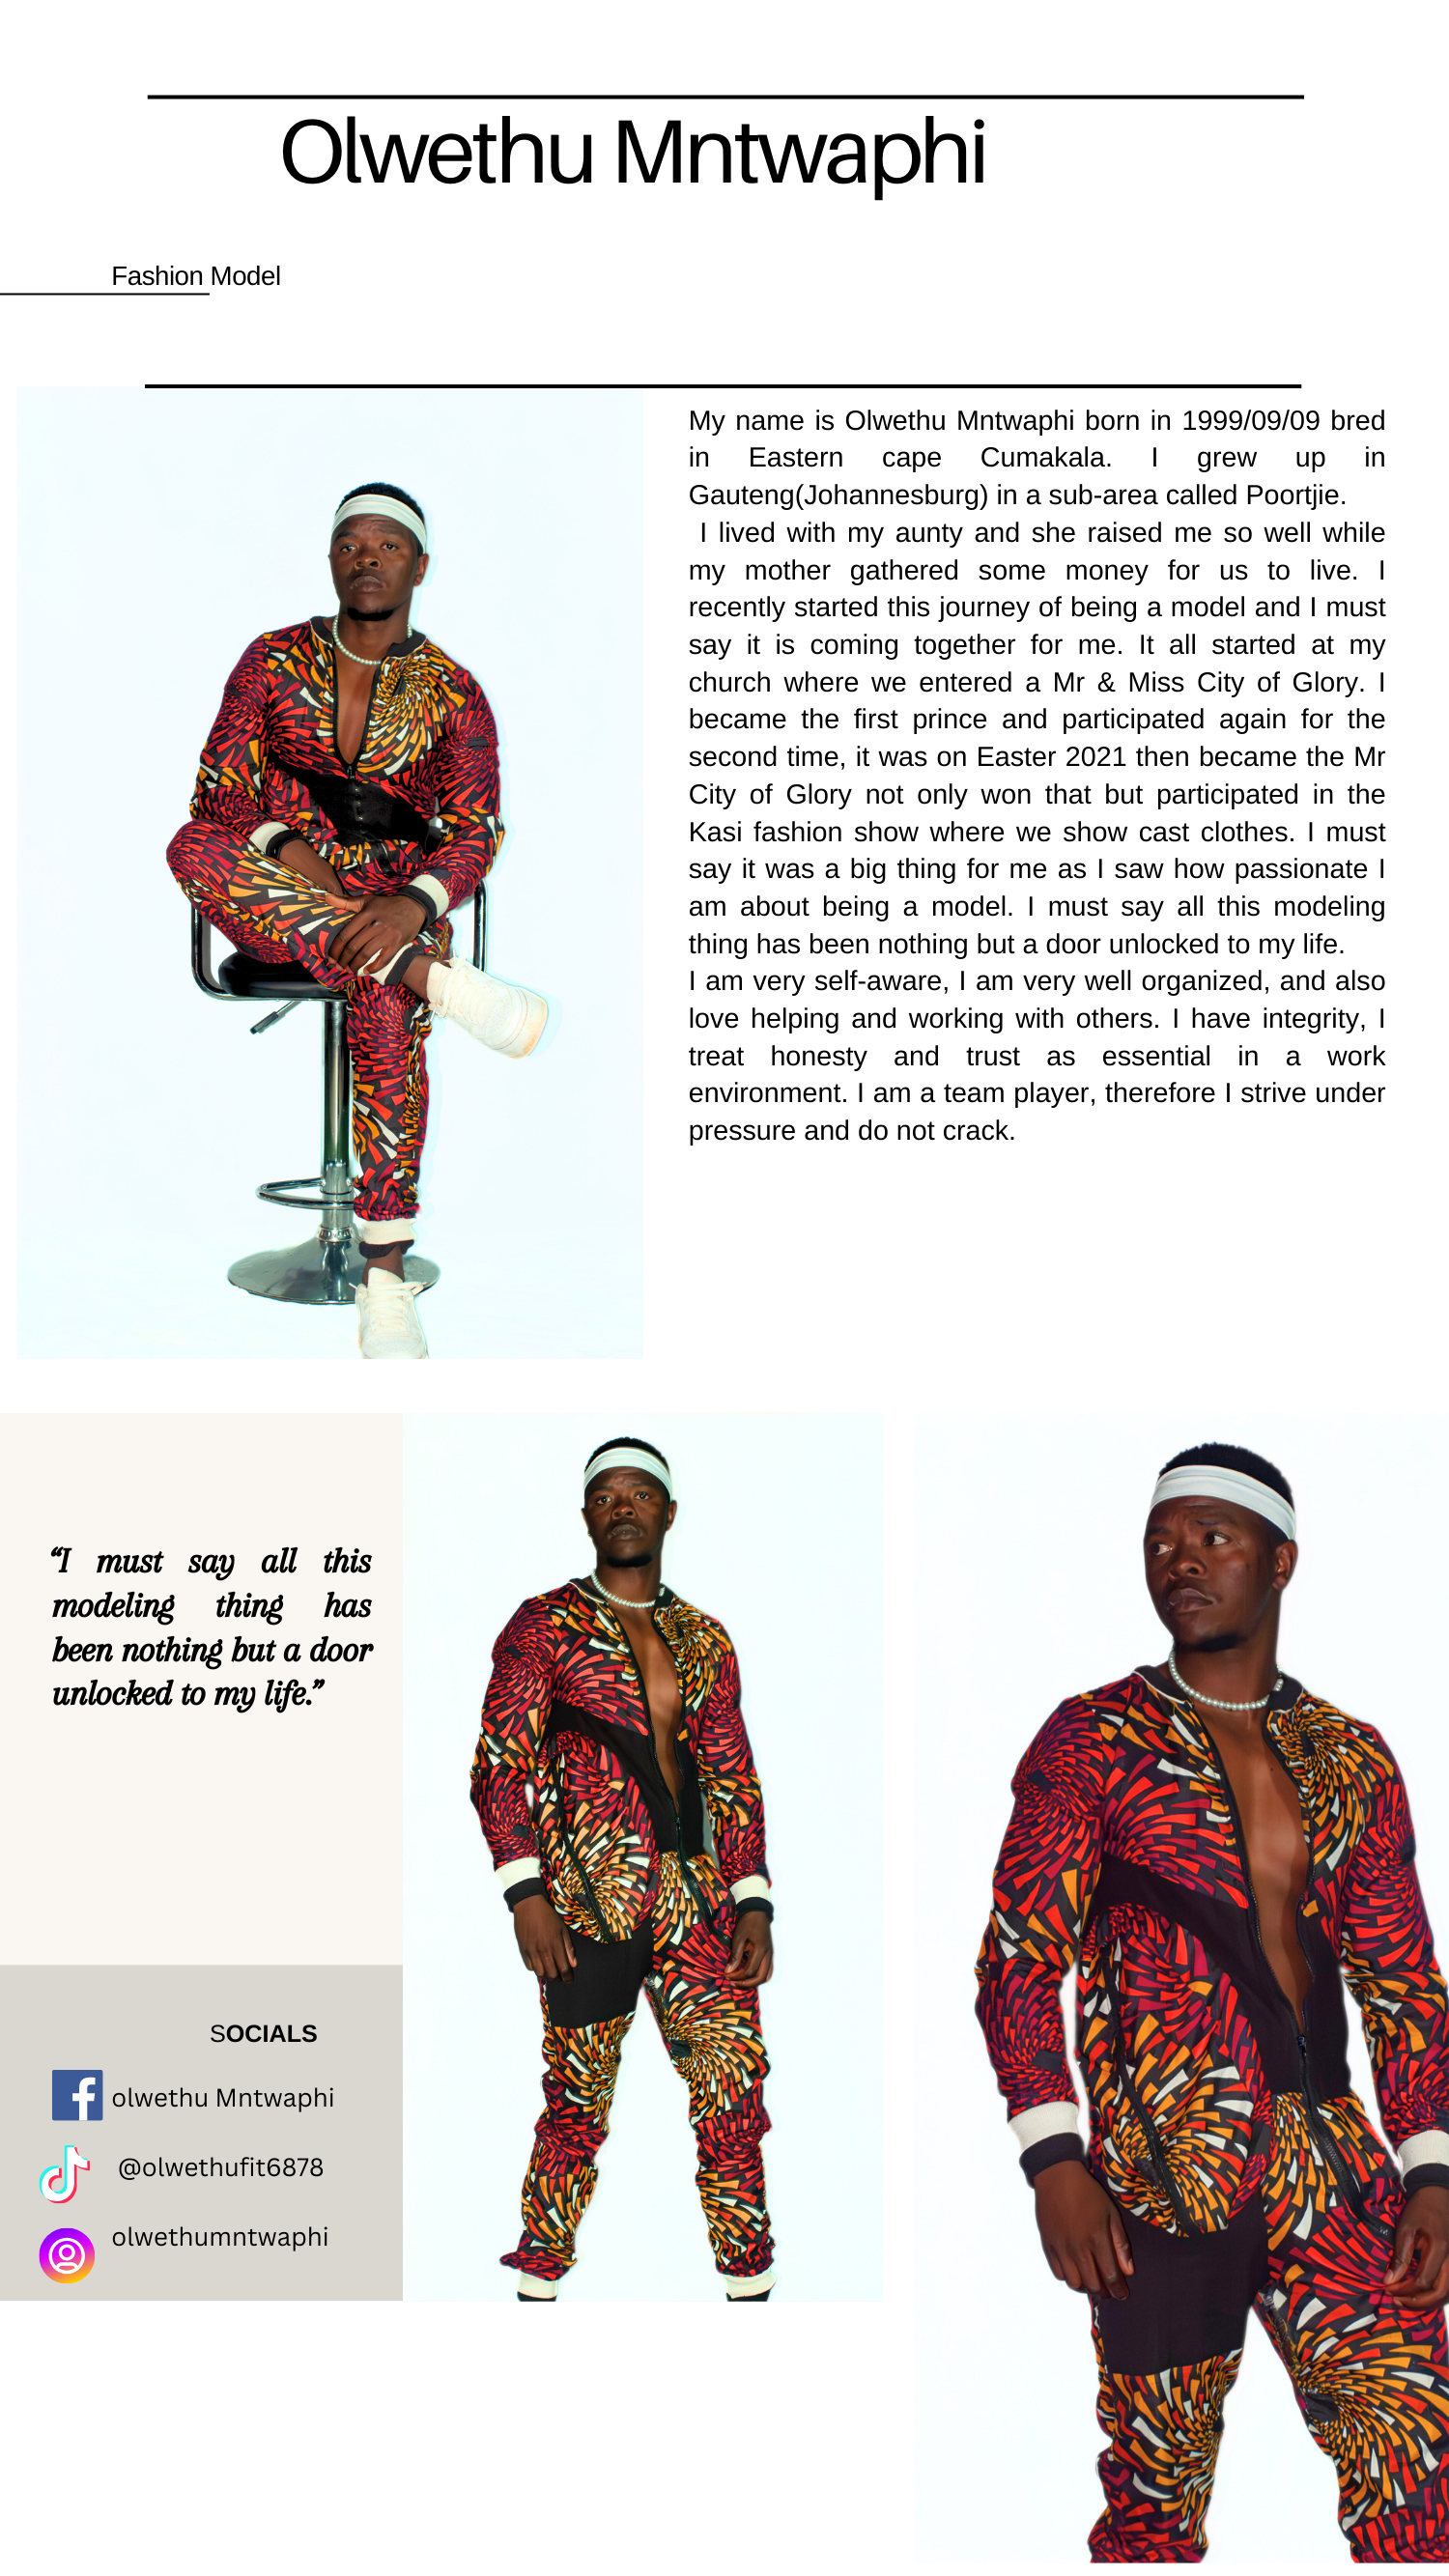 Olwethu Mntwaphi
Fashion Model
My name is Olwethu Mntwaphi born in 1999/09/09 bred
in Eastern cape Cumakala. I grew up in
Gauteng(Johannesburg) in a sub-area called Poortjie.
I lived with my aunty and she raised me so well while
my mother gathered some money for us to live. I
recently started this journey of being a model and I must
say it is coming together for me. It all started at my
church where we entered a Mr & Miss City of Glory. I
became the first prince and participated again for the
second time, it was on Easter 2021 then became the Mr
City of Glory not only won that but participated in the
Kasi fashion show where we show cast clothes. I must
say it was a big thing for me as I saw how passionate I
am about being a model. I must say all this modeling
thing has been nothing but a door unlocked to my life.
I am very self-aware, I am very well organized, and also
love helping and working with others. I have integrity, I
treat honesty and trust as essential in a work
environment. I am a team player, therefore I strive under
pressure and do not crack.
“I must say all this
modeling thing has
been nothing but a door
unlocked to my life.”
SOCIALS
olwethu Mntwaphi
@olwethufit6878
olwethumntwaphi